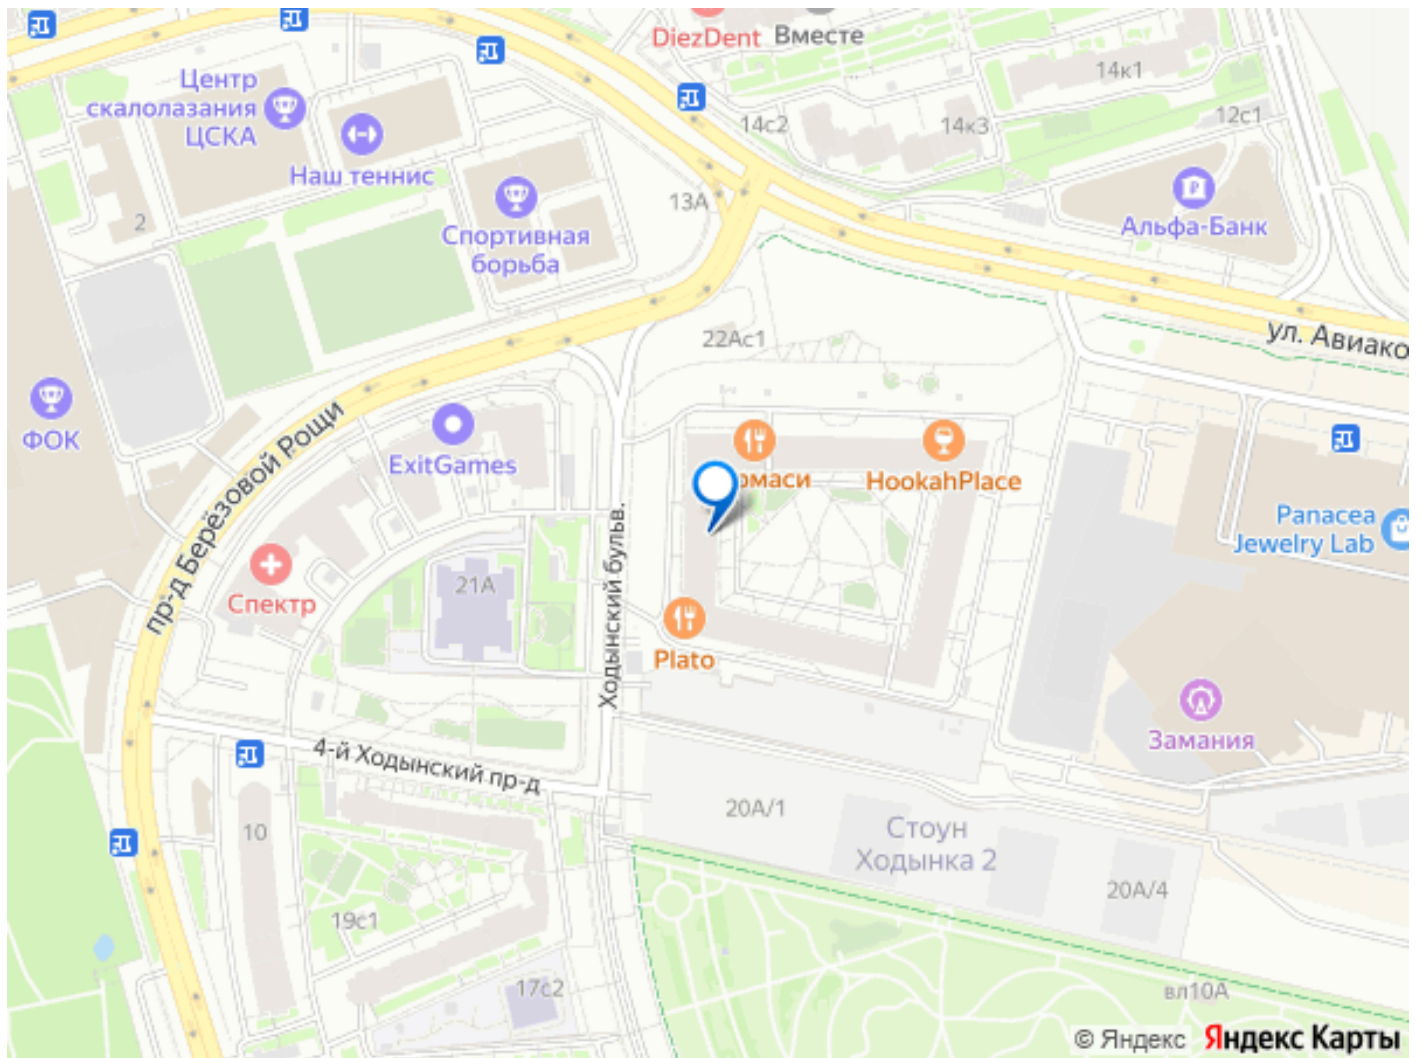 DiezDent
Вместе
Центр
скалолазания
ЦСКА
Наш теннис
14к1
14с2
14к3
12с1
2
Спортивная
борьба
13А
Альфа-Банк
22Ас1
ул. Авиако
ФОК
пр-д Берёзовой Рощи
ExitGames
рмаси
HookahPlace
Panacea
Jewelry Lab
Спектр
21А
Ходынский бульв.
Plato
Замания
4-й Ходынский пр-д
20А/1
Стоун
Ходынка 2
10
20А/4
19с1
17с2
вл10А
© Яндекс Яндекс Карты